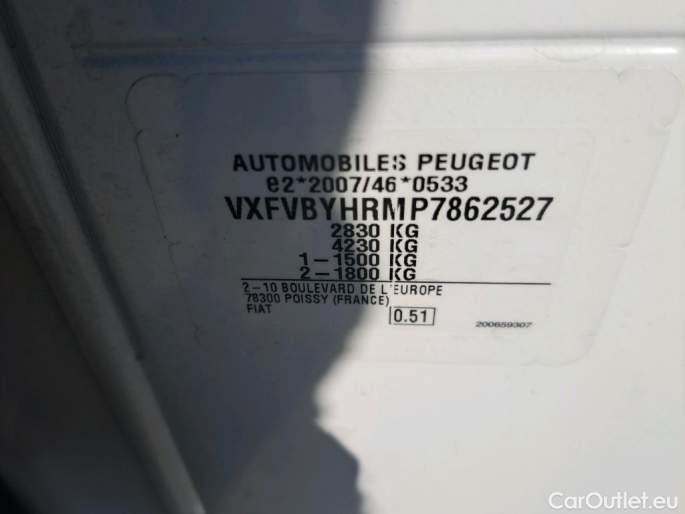 AUTOMOBILES PEUGEOT
e2*2007/46*0533
VXFVBYHRMP7862527
2830 KG
4230 KG
1-1500 KG
2-1800 KG
2-10 BOULEVARD DE L'EUROPE
78300 POISSY (FRANCE)
FIAT
0.51
200659307
CarOutlet.eu